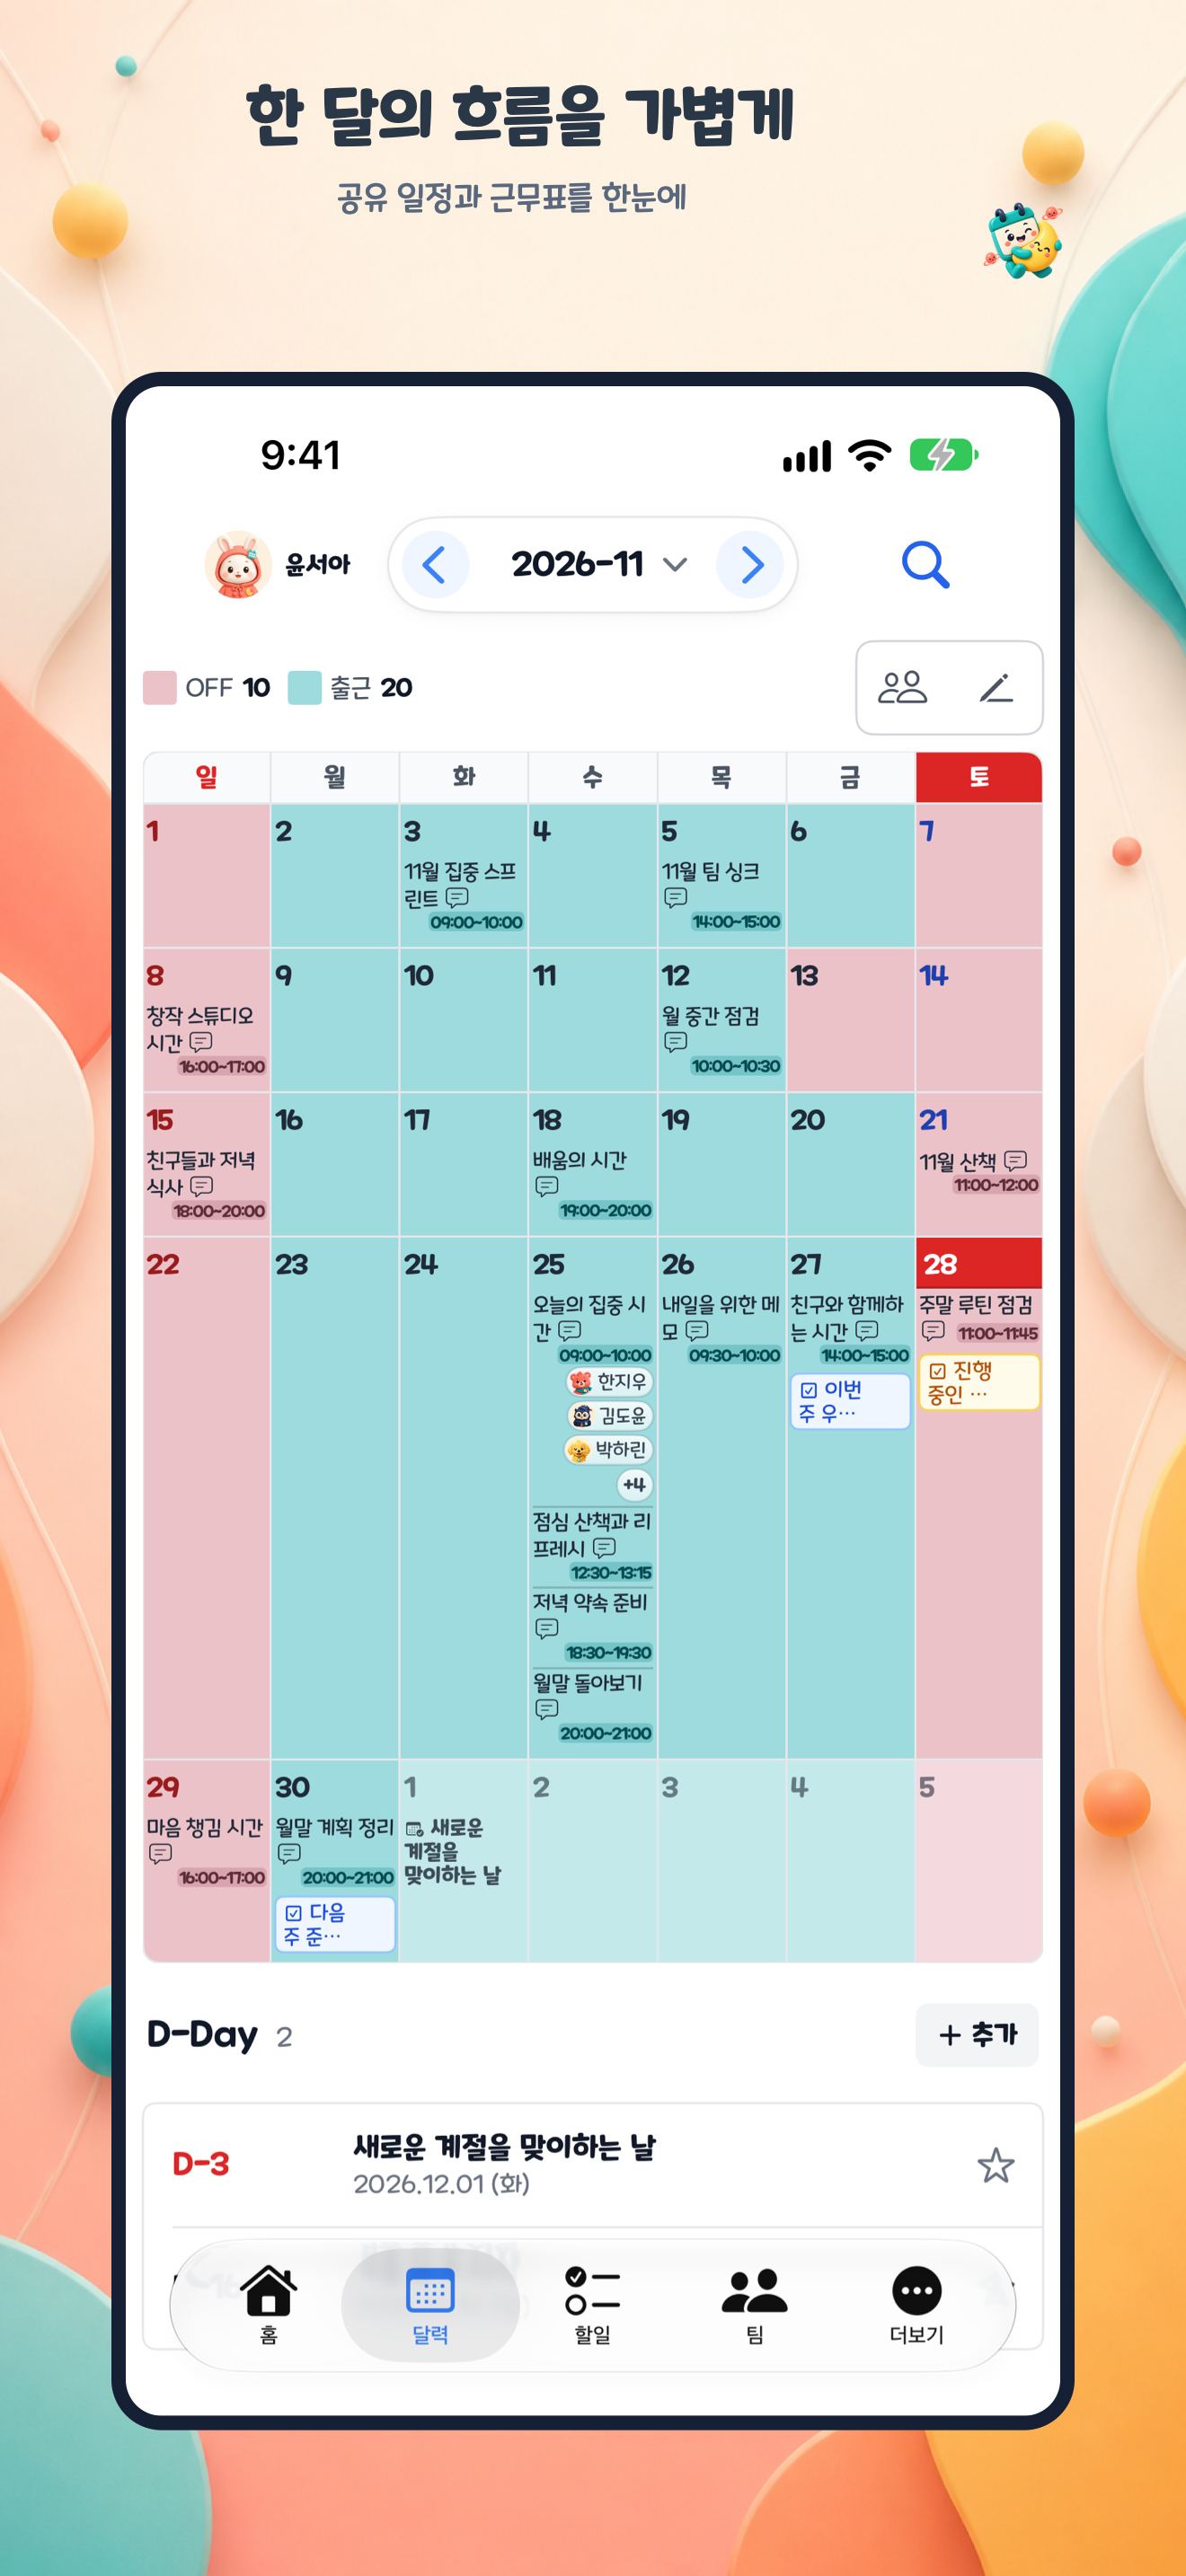 한 달의 흐름을 가볍게
공유 일정과 근무표를 한눈에
9:41
윤서아
2026-11
OFF 10 출근 20
일 월 화 수 목 금 토
1 2 3 4 5 6 7
11월 집중 스프
린트
09:00~10:00
11월 팀 싱크
14:00~15:00
8 9 10 11 12 13 14
창작 스튜디오
시간
16:00~17:00
월 중간 점검
10:00~10:30
15 16 17 18 19 20 21
친구들과 저녁
식사
18:00~20:00
배움의 시간
19:00~20:00
11월 산책
11:00~12:00
22 23 24 25 26 27 28
오늘의 집중 시
간
09:00~10:00
한지우
김도윤
박하린
+4
점심 산책과 리
프레시
12:30~13:15
저녁 약속 준비
18:30~19:30
월말 돌아보기
20:00~21:00
내일을 위한 메
모
09:30~10:00
친구와 함께하
는 시간
14:00~15:00
이번
주 우…
주말 루틴 점검
11:00~11:45
진행
중인 …
29 30 1 2 3 4 5
마음 챙김 시간
16:00~17:00
월말 계획 정리
20:00~21:00
다음
주 준…
새로운
계절을
맞이하는 날
D-Day 2
+ 추가
D-3
새로운 계절을 맞이하는 날
2026.12.01 (화)
홈 달력 할일 팀 더보기